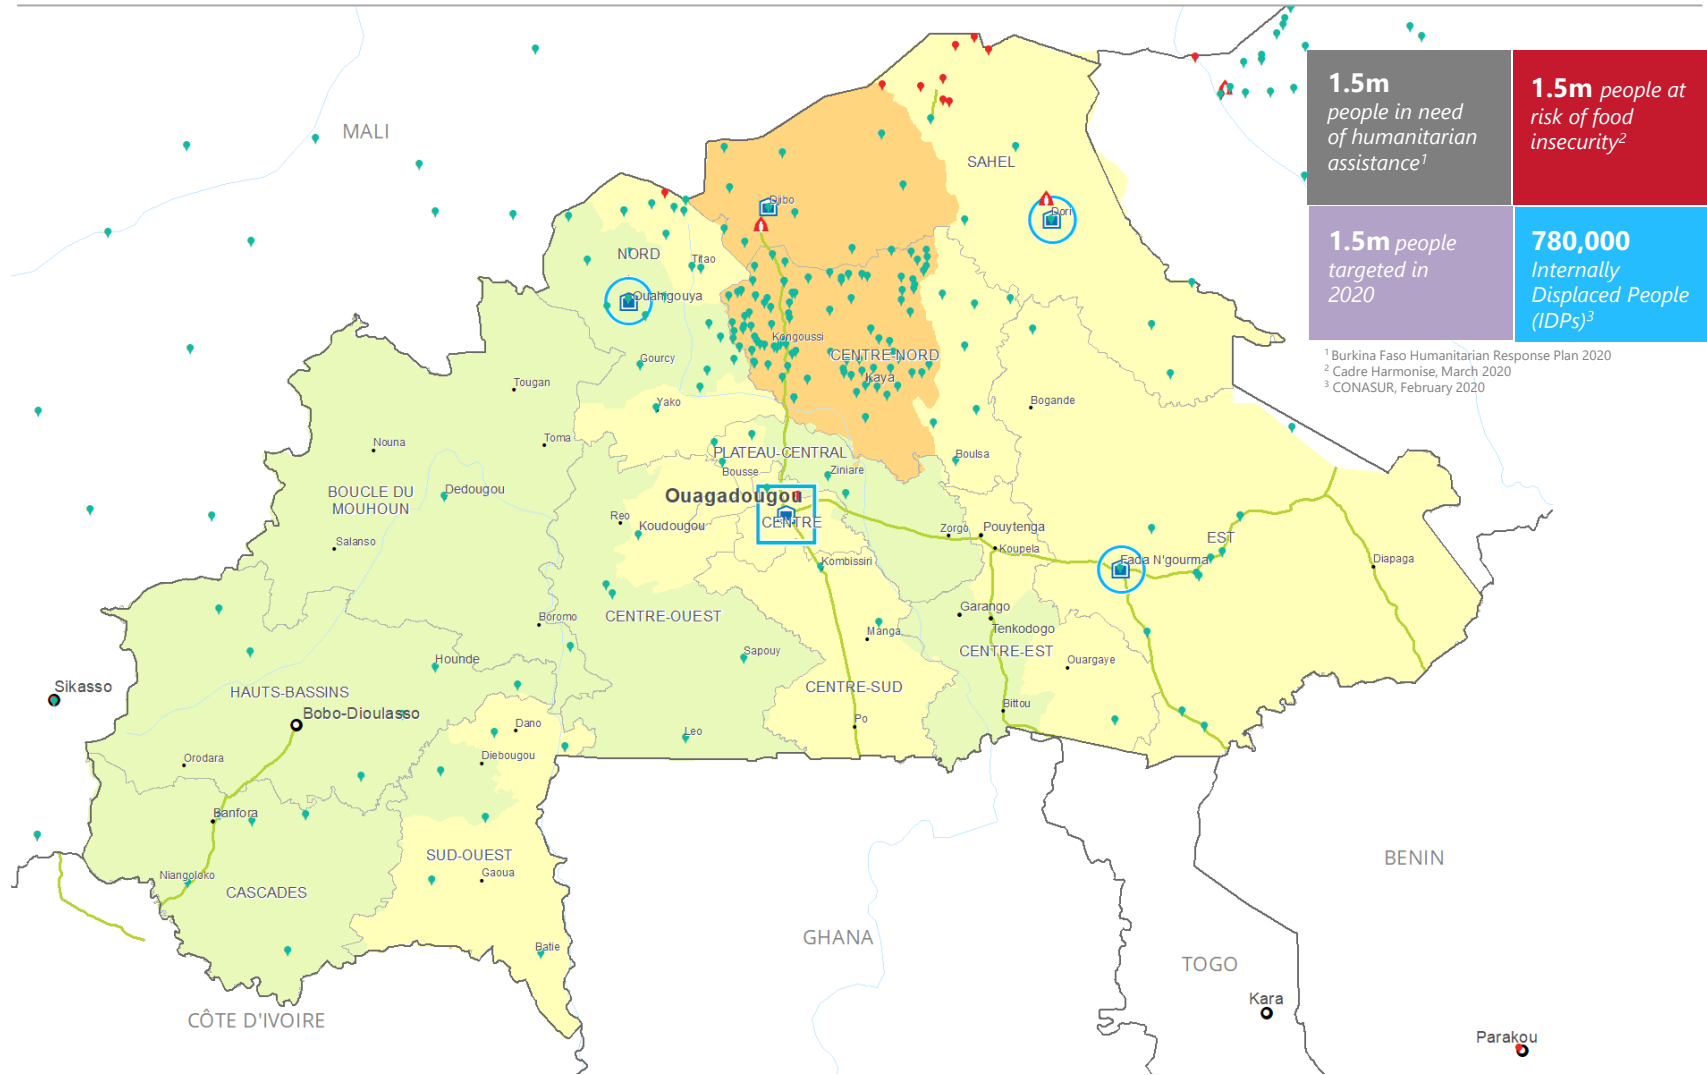 1.5m
people in need
of humanitarian
assistance1
1.5m people at
risk of food
insecurity2
1.5m people
targeted in
2020
780,000
Internally
Displaced People
(IDPs)3
1 Burkina Faso Humanitarian Response Plan 2020
2 Cadre Harmonise, March 2020
3 CONASUR, February 2020
MALI
SAHEL
Djibo
Dori
NORD
Titao
Ouahigouya
Kongoussi
CENTRE-NORD
Gourcy
Kaya
Tougan
Yako
Bogande
Nouna
Toma
PLATEAU-CENTRAL
Boulsa
Bousse
Ziniare
BOUCLE DU
MOUHOUN
Dedougou
Ouagadougou
Reo
Koudougou
CENTRE
Zorgo
Pouytenga
EST
Salanso
Koupela
Kombissiri
Fada N'gourma
Diapaga
Garango
Boromo
CENTRE-OUEST
Manga
Tenkodogo
Sapouy
CENTRE-EST
Hounde
Ouargaye
Sikasso
HAUTS-BASSINS
CENTRE-SUD
Bobo-Dioulasso
Bittou
Dano
Po
Leo
Orodara
Diebougou
Banfora
SUD-OUEST
BENIN
Niangoloko
Gaoua
CASCADES
GHANA
Batie
TOGO
Kara
CÔTE D'IVOIRE
Parakou